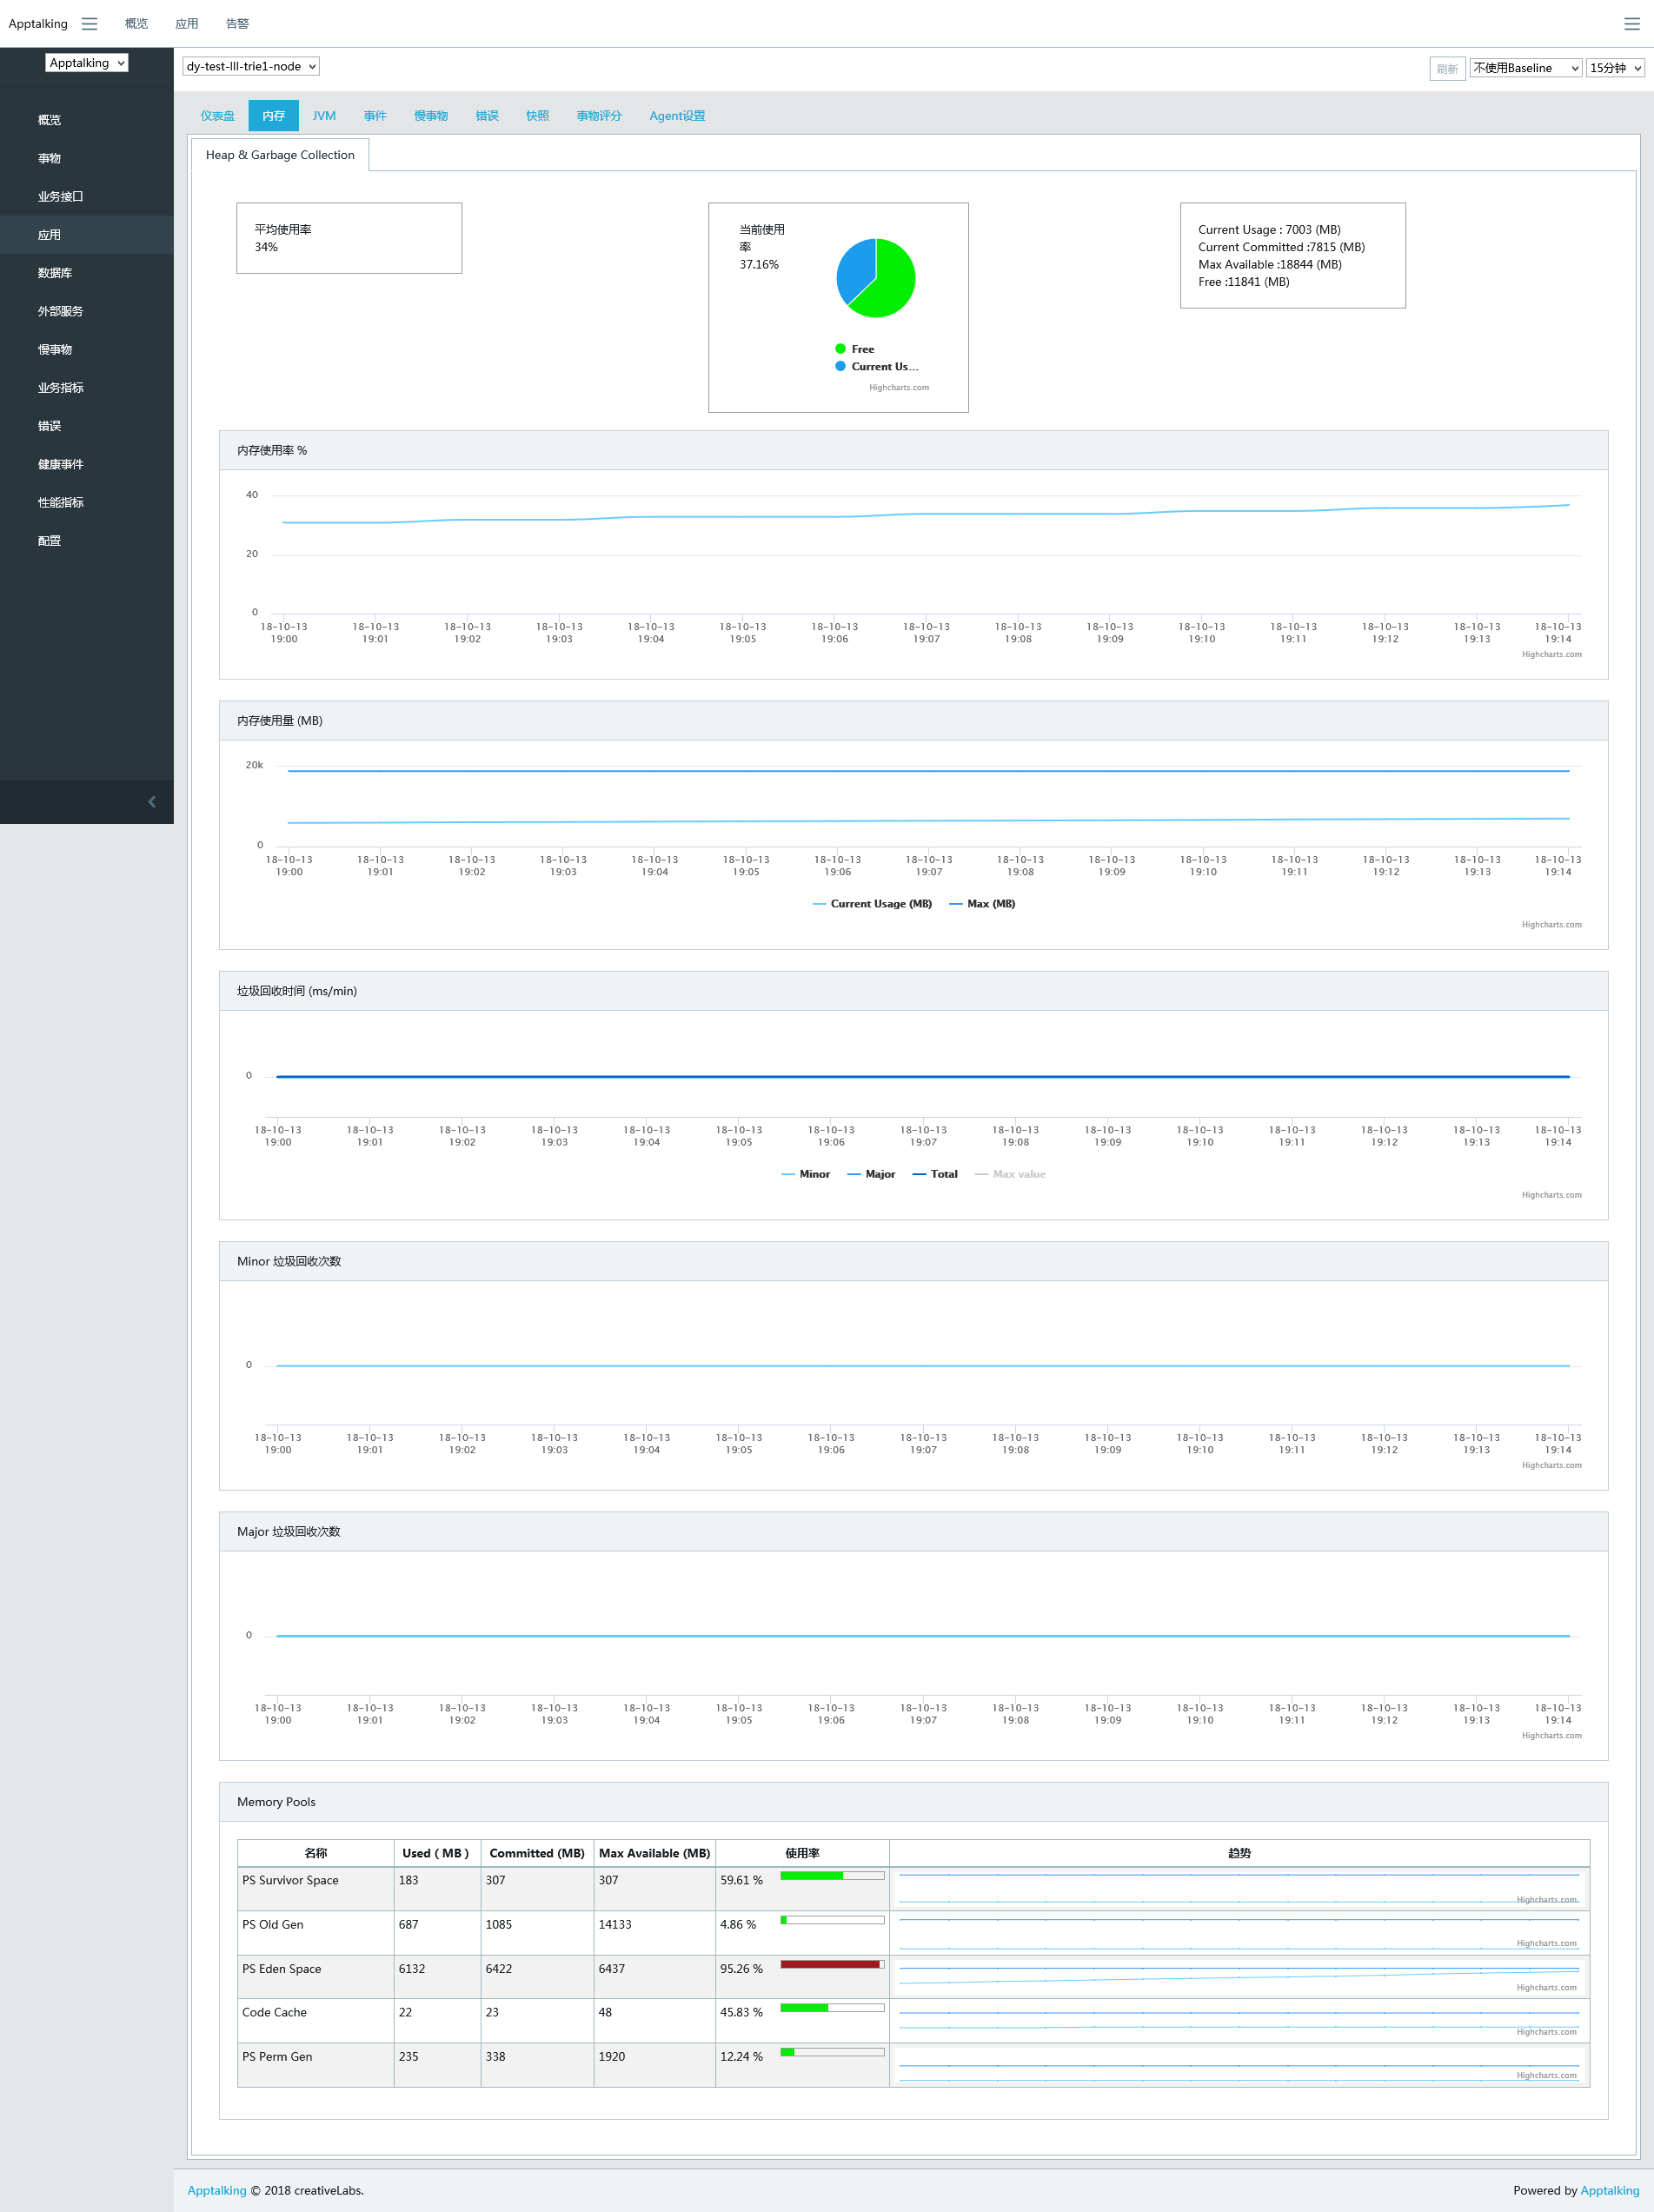 Apptalking 概览 应用 告警
Apptalking
dy-test-lll-trie1-node 刷新 不使用Baseline 15分钟
概览
事物
业务接口
应用
数据库
外部服务
慢事物
业务指标
错误
健康事件
性能指标
配置
仪表盘 内存 JVM 事件 慢事物 错误 快照 事物评分 Agent设置
Heap & Garbage Collection
平均使用率
34%
当前使用
率
37.16%
Free
Current Us...
Highcharts.com
Current Usage : 7003 (MB)
Current Committed :7815 (MB)
Max Available :18844 (MB)
Free :11841 (MB)
内存使用率 %
40
20
0
18-10-13 18-10-13 18-10-13 18-10-13 18-10-13 18-10-13 18-10-13 18-10-13 18-10-13 18-10-13 18-10-13 18-10-13 18-10-13 18-10-13 18-10-13
19:00 19:01 19:02 19:03 19:04 19:05 19:06 19:07 19:08 19:09 19:10 19:11 19:12 19:13 19:14
Highcharts.com
内存使用量 (MB)
20k
0
18-10-13 18-10-13 18-10-13 18-10-13 18-10-13 18-10-13 18-10-13 18-10-13 18-10-13 18-10-13 18-10-13 18-10-13 18-10-13 18-10-13 18-10-13
19:00 19:01 19:02 19:03 19:04 19:05 19:06 19:07 19:08 19:09 19:10 19:11 19:12 19:13 19:14
Current Usage (MB) Max (MB)
Highcharts.com
垃圾回收时间 (ms/min)
0
18-10-13 18-10-13 18-10-13 18-10-13 18-10-13 18-10-13 18-10-13 18-10-13 18-10-13 18-10-13 18-10-13 18-10-13 18-10-13 18-10-13 18-10-13
19:00 19:01 19:02 19:03 19:04 19:05 19:06 19:07 19:08 19:09 19:10 19:11 19:12 19:13 19:14
Minor Major Total Max value
Highcharts.com
Minor 垃圾回收次数
0
18-10-13 18-10-13 18-10-13 18-10-13 18-10-13 18-10-13 18-10-13 18-10-13 18-10-13 18-10-13 18-10-13 18-10-13 18-10-13 18-10-13 18-10-13
19:00 19:01 19:02 19:03 19:04 19:05 19:06 19:07 19:08 19:09 19:10 19:11 19:12 19:13 19:14
Highcharts.com
Major 垃圾回收次数
0
18-10-13 18-10-13 18-10-13 18-10-13 18-10-13 18-10-13 18-10-13 18-10-13 18-10-13 18-10-13 18-10-13 18-10-13 18-10-13 18-10-13 18-10-13
19:00 19:01 19:02 19:03 19:04 19:05 19:06 19:07 19:08 19:09 19:10 19:11 19:12 19:13 19:14
Highcharts.com
Memory Pools
名称 Used ( MB ) Committed (MB) Max Available (MB) 使用率 趋势
PS Survivor Space 183 307 307 59.61 % Highcharts.com
PS Old Gen 687 1085 14133 4.86 % Highcharts.com
PS Eden Space 6132 6422 6437 95.26 % Highcharts.com
Code Cache 22 23 48 45.83 % Highcharts.com
PS Perm Gen 235 338 1920 12.24 % Highcharts.com
Apptalking © 2018 creativeLabs. Powered by Apptalking